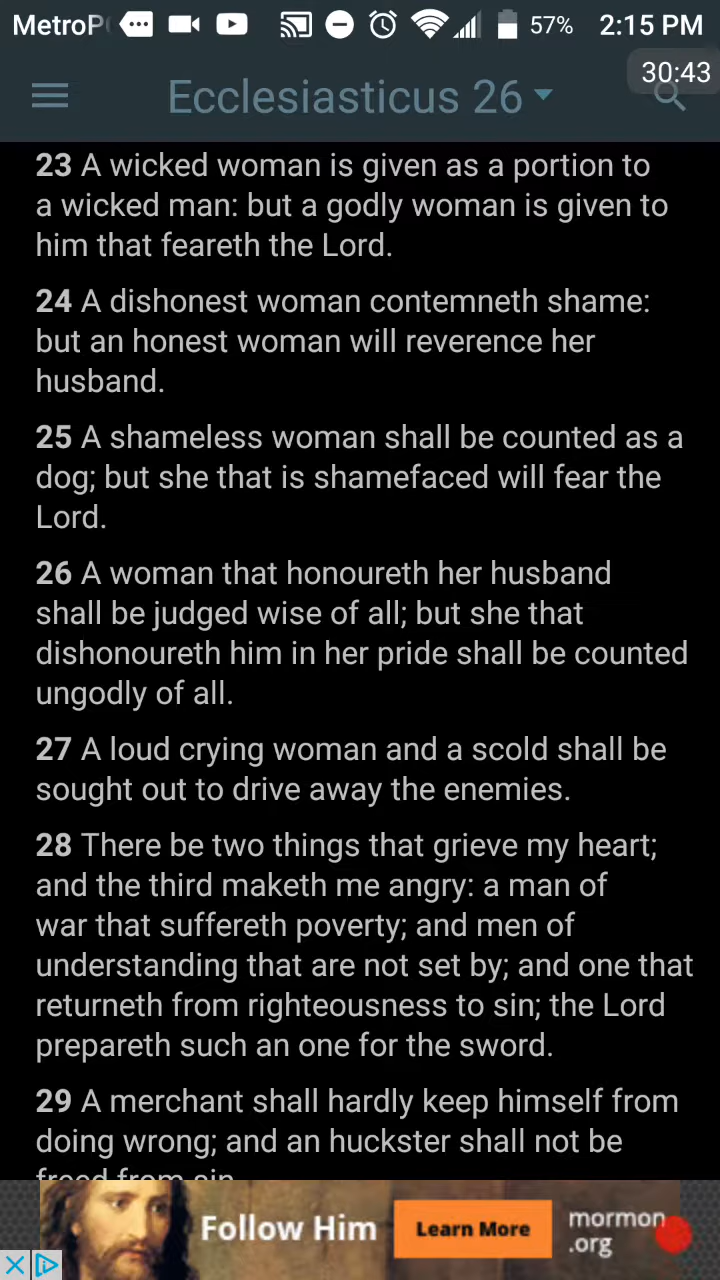 MetroP
57%
2:15 PM
30:43
Ecclesiasticus 26
23 A wicked woman is given as a portion to
a wicked man: but a godly woman is given to
him that feareth the Lord.
24 A dishonest woman contemneth shame:
but an honest woman will reverence her
husband.
25 A shameless woman shall be counted as a
dog; but she that is shamefaced will fear the
Lord.
26 A woman that honoureth her husband
shall be judged wise of all; but she that
dishonoureth him in her pride shall be counted
ungodly of all.
27 A loud crying woman and a scold shall be
sought out to drive away the enemies.
28 There be two things that grieve my heart;
and the third maketh me angry: a man of
war that suffereth poverty; and men of
understanding that are not set by; and one that
returneth from righteousness to sin; the Lord
prepareth such an one for the sword.
29 A merchant shall hardly keep himself from
doing wrong; and an huckster shall not be
freed from sin
Follow Him
Learn More
mormon
.org